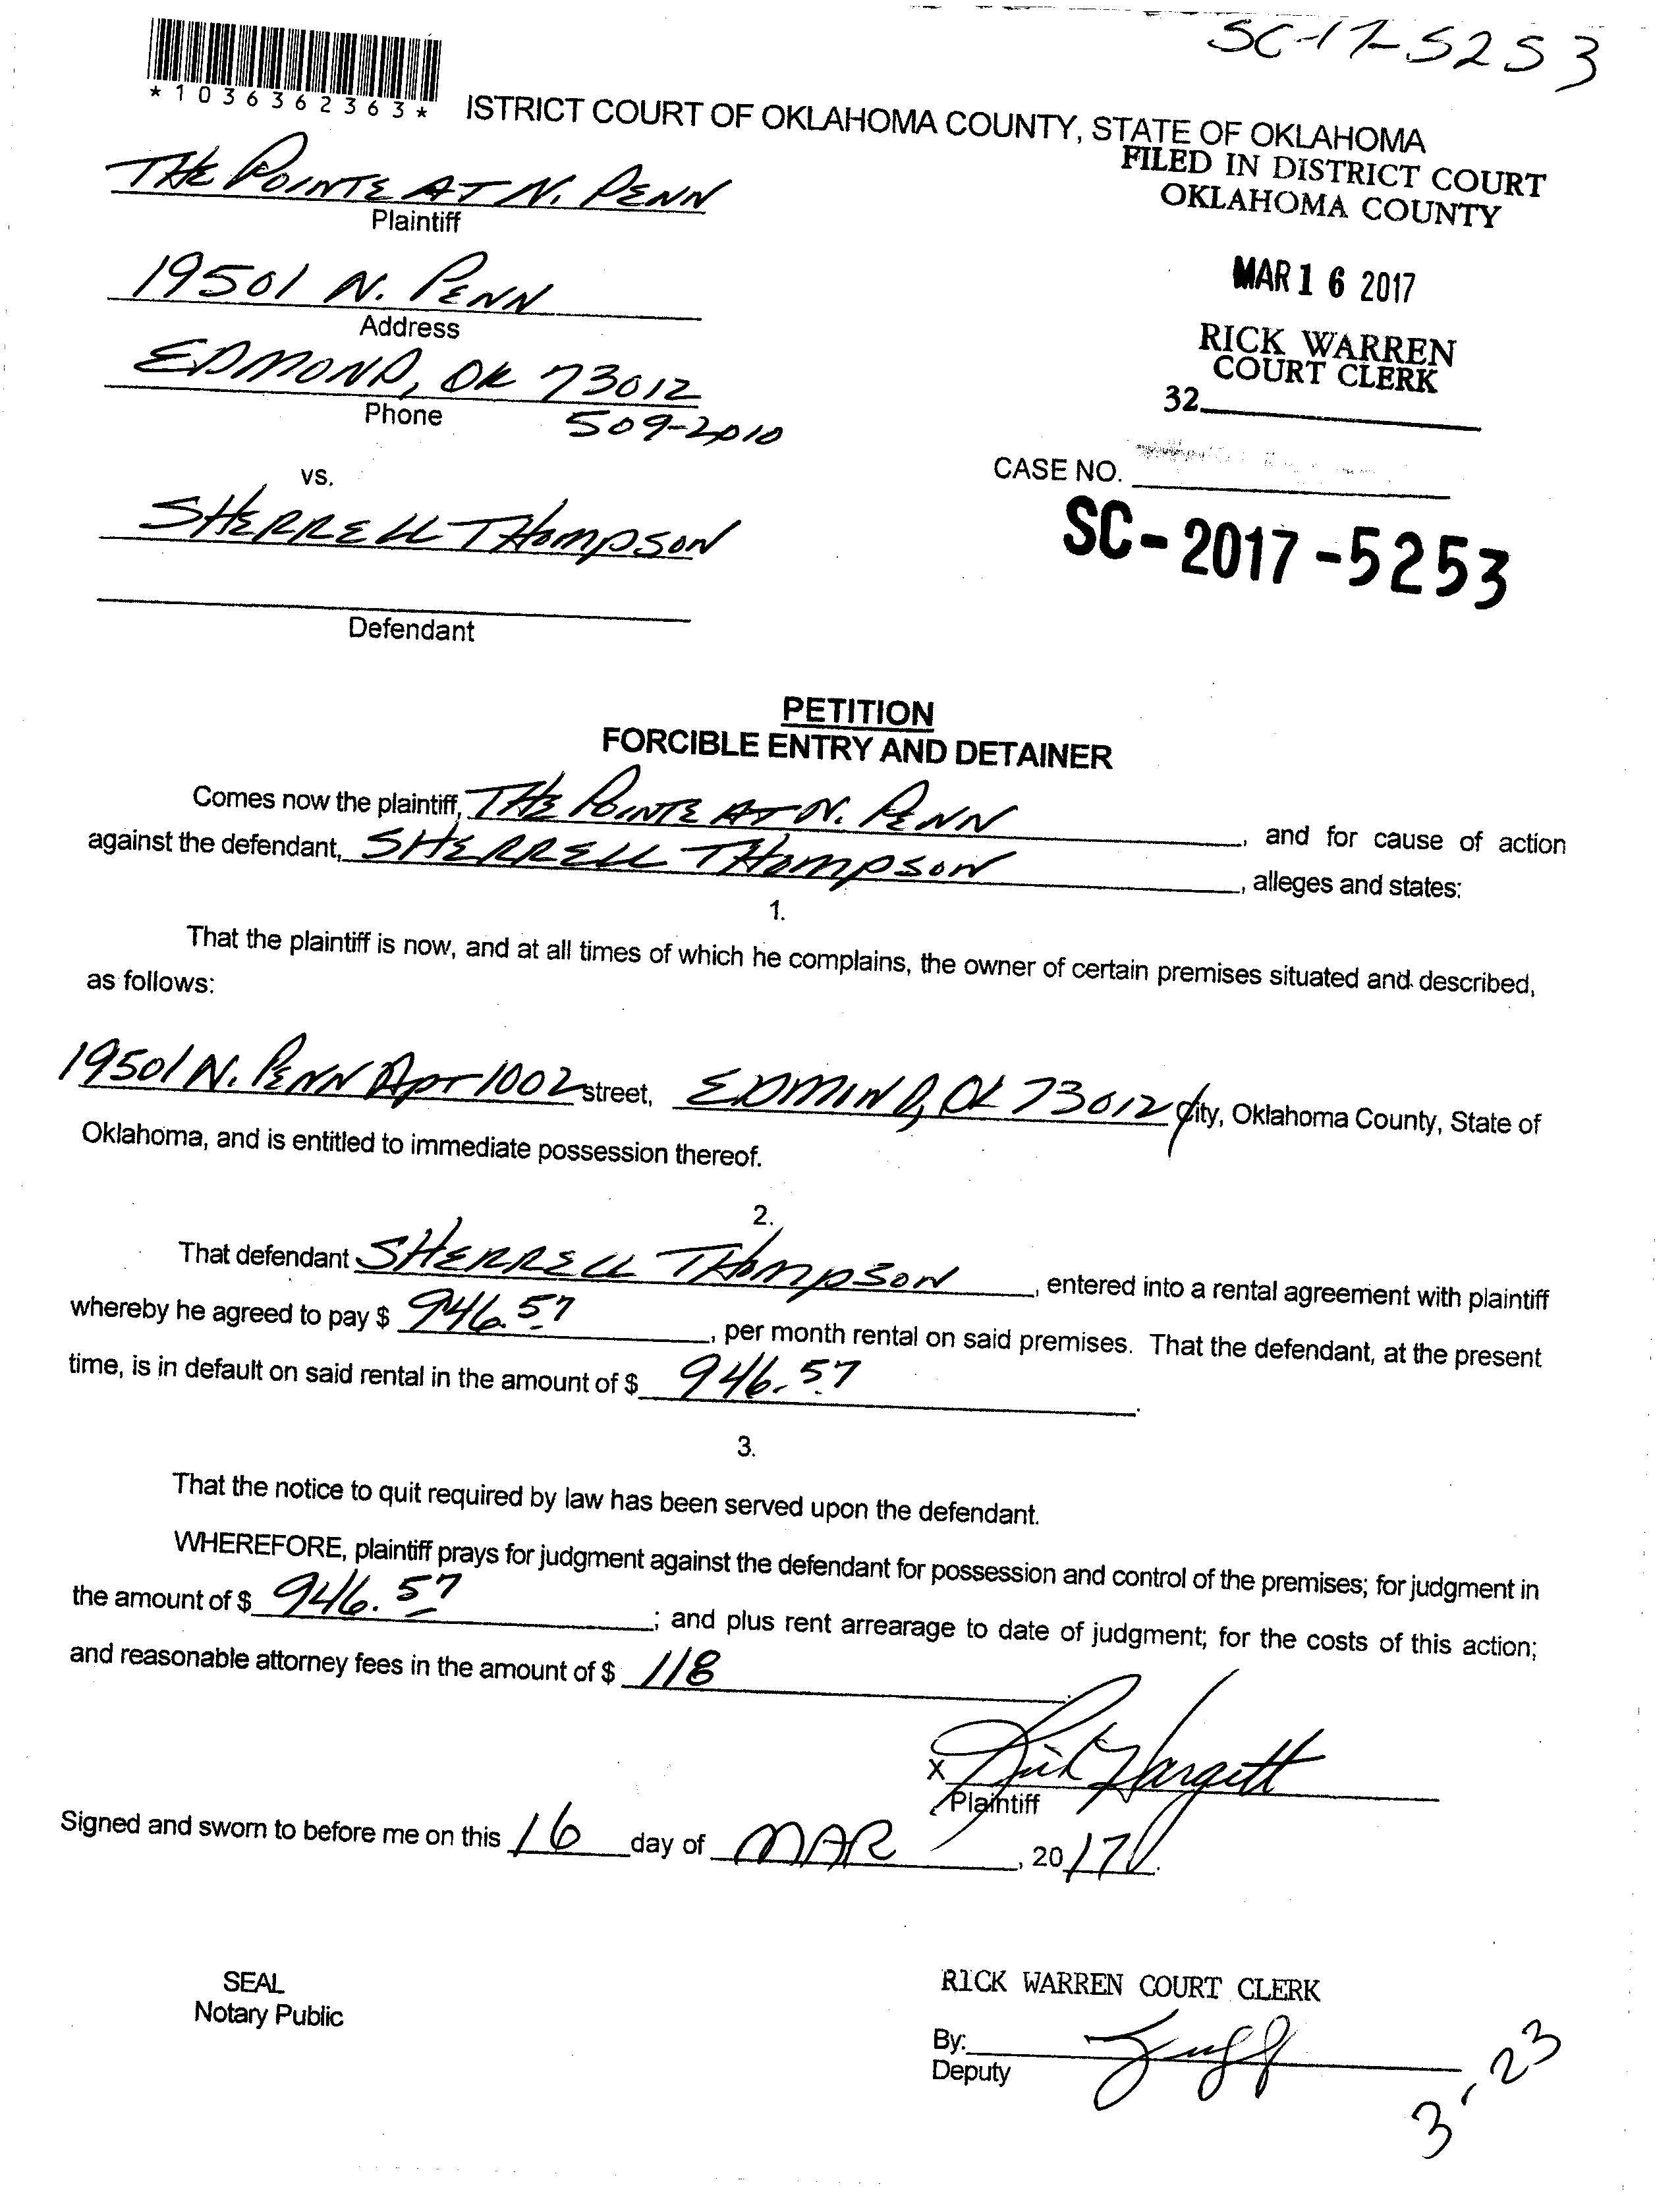 SC-17-5253
*1036362363*
ISTRICT COURT OF OKLAHOMA COUNTY, STATE OF OKLAHOMA
FILED IN DISTRICT COURT
OKLAHOMA COUNTY
THE POINTE AT N. PENN
Plaintiff
19501 N. PENN
Address
MAR 16 2017
EDMOND, OK 73012
Phone 509-2010
RICK WARREN
COURT CLERK
32
vs.
CASE NO.
SHERRELL THOMPSON
SC-2017-5253
Defendant
PETITION
FORCIBLE ENTRY AND DETAINER
Comes now the plaintiff, THE POINTE AT N. PENN, and for cause of action
against the defendant, SHERRELL THOMPSON, alleges and states:
1.
That the plaintiff is now, and at all times of which he complains, the owner of certain premises situated and described,
as follows:
19501 N. PENN APT 1002 street, EDMIND, OK 73012 City, Oklahoma County, State of
Oklahoma, and is entitled to immediate possession thereof.
2.
That defendant SHERRELL THOMPSON, entered into a rental agreement with plaintiff
whereby he agreed to pay $ 946.57, per month rental on said premises. That the defendant, at the present
time, is in default on said rental in the amount of $ 946.57.
3.
That the notice to quit required by law has been served upon the defendant.
WHEREFORE, plaintiff prays for judgment against the defendant for possession and control of the premises; for judgment in
the amount of $ 946.57; and plus rent arrearage to date of judgment; for the costs of this action;
and reasonable attorney fees in the amount of $ 118.
X Rick Hargett
Plaintiff
Signed and sworn to before me on this 16 day of MAR, 2017.
SEAL
Notary Public
RICK WARREN COURT CLERK
By:
Deputy
3-23